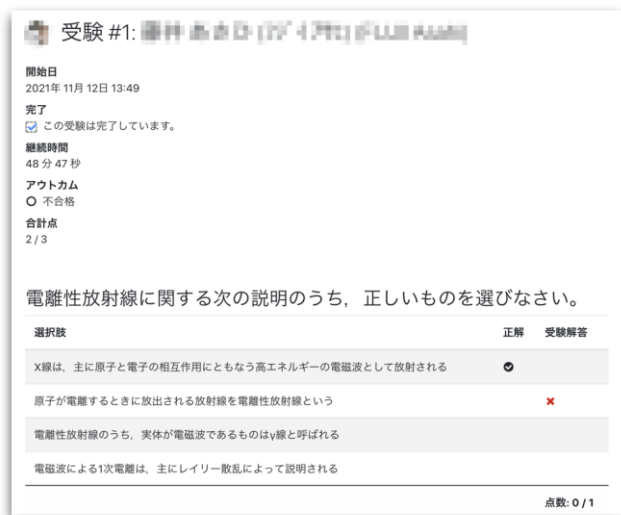 受験 #1:
開始日
2021年 11月 12日 13:49
完了
この受験は完了しています。
継続時間
48 分 47 秒
アウトカム
不合格
合計点
2 / 3
電離性放射線に関する次の説明のうち，正しいものを選びなさい。
選択肢 正解 受験解答
X線は，主に原子と電子の相互作用にともなう高エネルギーの電磁波として放射される
原子が電離するときに放出される放射線を電離性放射線という
電離性放射線のうち，実体が電磁波であるものはγ線と呼ばれる
電磁波による1次電離は，主にレイリー散乱によって説明される
点数: 0 / 1